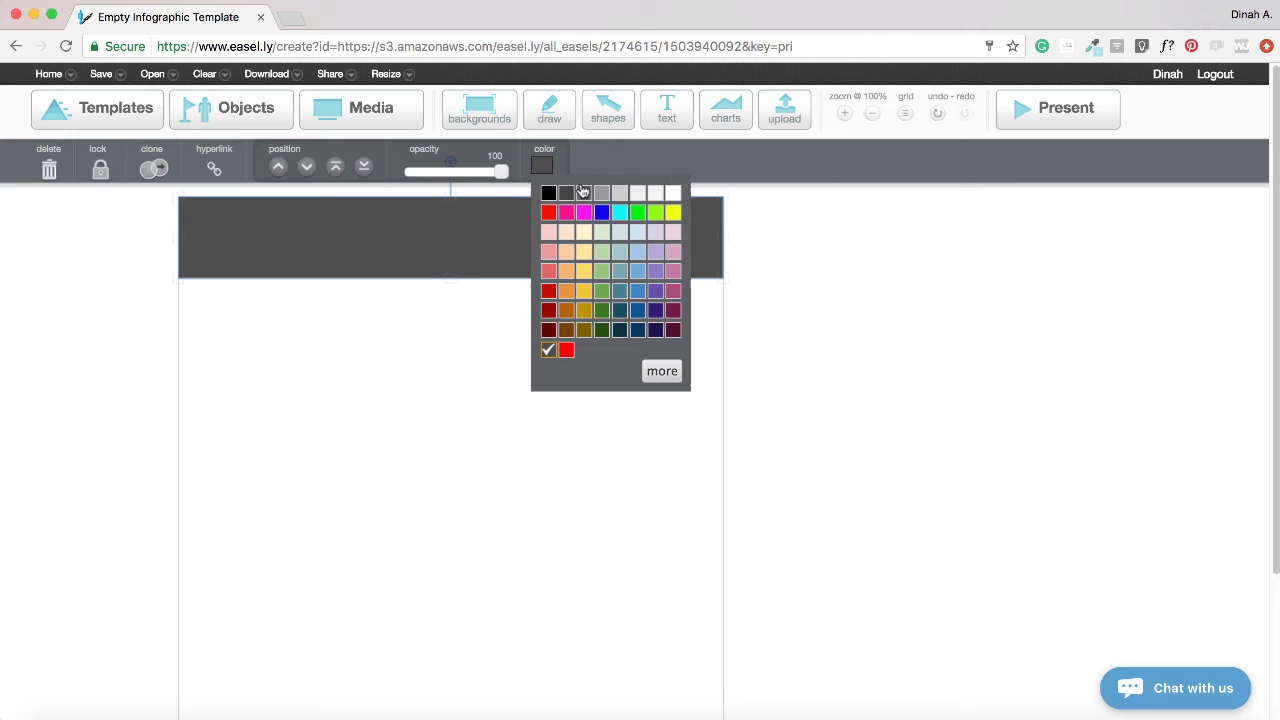 Empty Infographic Template
Dinah A.
Secure https://www.easel.ly/create?id=https://s3.amazonaws.com/easel.ly/all_easels/2174615/1503940092&key=pri
Home Save Open Clear Download Share Resize Dinah Logout
Templates Objects Media backgrounds draw shapes text charts upload zoom @ 100% grid undo - redo Present
delete lock clone hyperlink position opacity 100 color
more
Chat with us